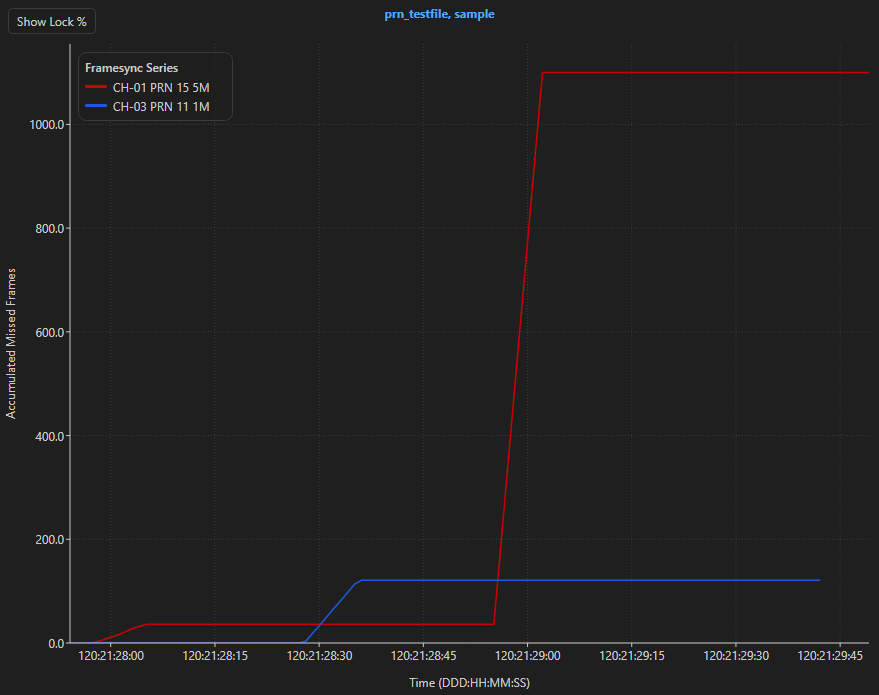 Show Lock %
prn_testfile, sample
Framesync Series
CH-01 PRN 15 5M
CH-03 PRN 11 1M
Accumulated Missed Frames
1000.0
800.0
600.0
400.0
200.0
0.0
120:21:28:00 120:21:28:15 120:21:28:30 120:21:28:45 120:21:29:00 120:21:29:15 120:21:29:30 120:21:29:45
Time (DDD:HH:MM:SS)